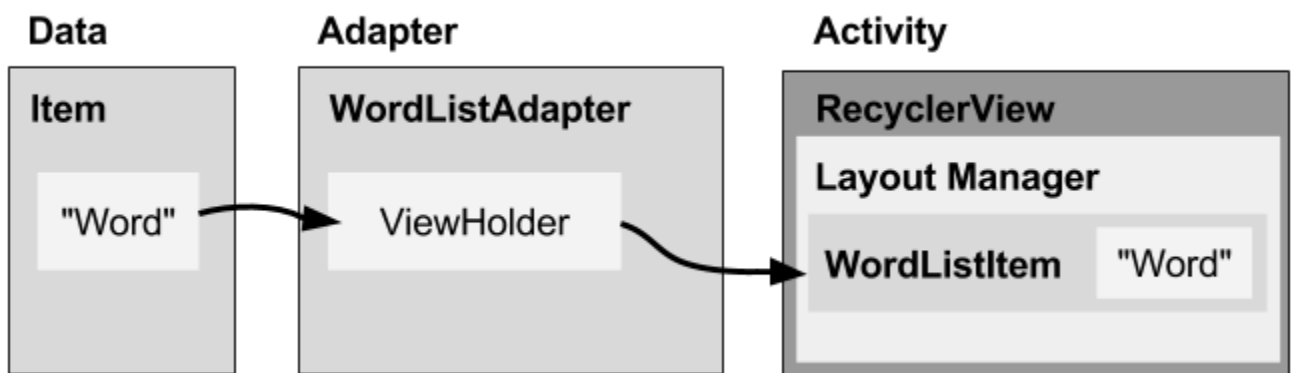 Data
Adapter
Activity
Item
WordListAdapter
RecyclerView
"Word"
ViewHolder
Layout Manager
WordListItem
"Word"